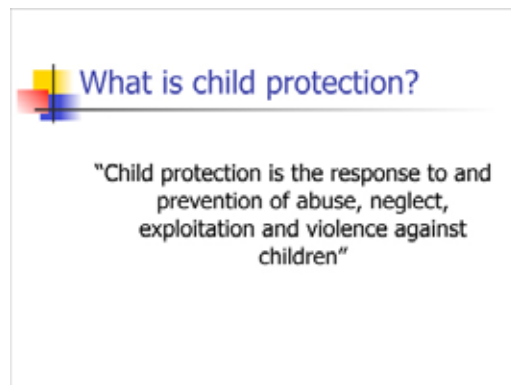 What is child protection?
“Child protection is the response to and
prevention of abuse, neglect,
exploitation and violence against
children”